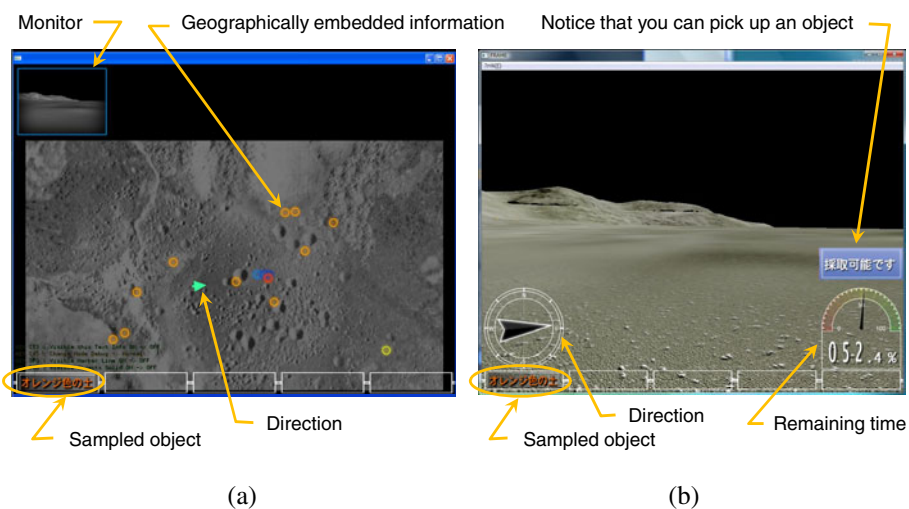 Monitor
Geographically embedded information
Notice that you can pick up an object
採取可能です
100
052.4%
オレンジ色の土
オレンジ色の土
Direction
Sampled object
Direction
Sampled object
Remaining time
(a)
(b)